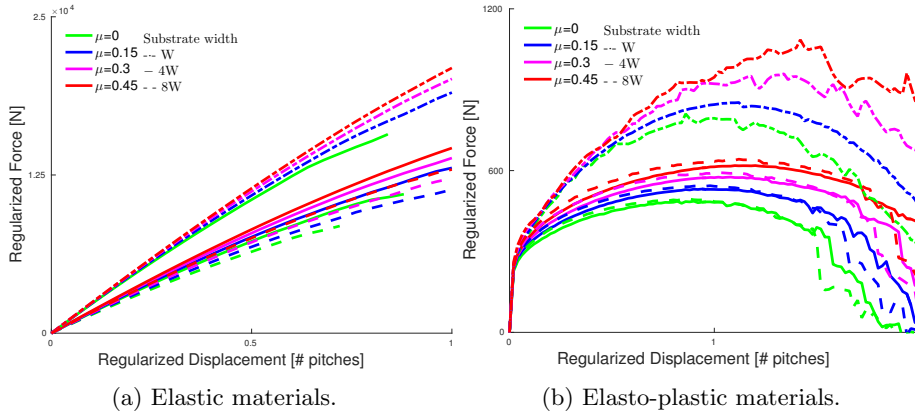 2.5
×10⁴
μ=0 Substrate width
μ=0.15 -·- W
μ=0.3 – 4W
μ=0.45 - - 8W
1.25
0
Regularized Force [N]
0 0.5 1
Regularized Displacement [# pitches]
(a) Elastic materials.
1200
μ=0 Substrate width
μ=0.15 -·- W
μ=0.3 – 4W
μ=0.45 - - 8W
600
0
Regularized Force [N]
0 1
Regularized Displacement [# pitches]
(b) Elasto-plastic materials.